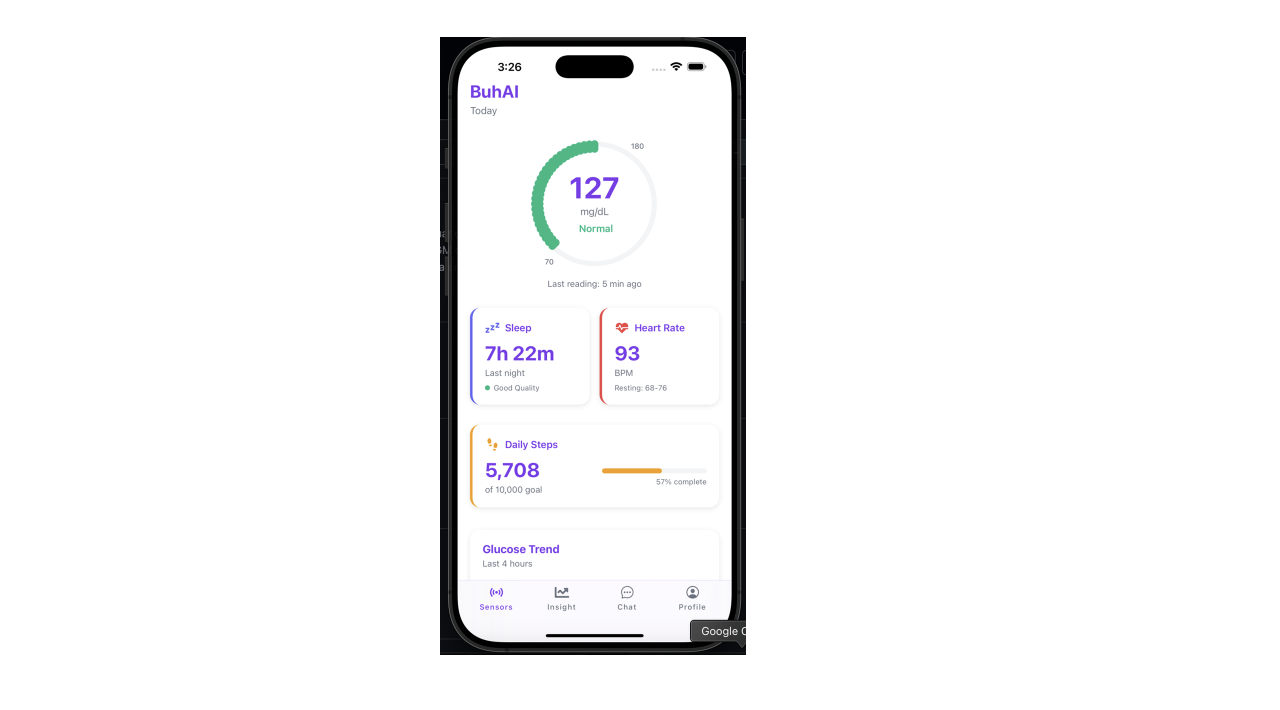 3:26
BuhAI
Today
180
127
mg/dL
Normal
70
Last reading: 5 min ago
Sleep
7h 22m
Last night
Good Quality
Heart Rate
93
BPM
Resting: 68-76
Daily Steps
5,708
of 10,000 goal
57% complete
Glucose Trend
Last 4 hours
Sensors
Insight
Chat
Profile
Google